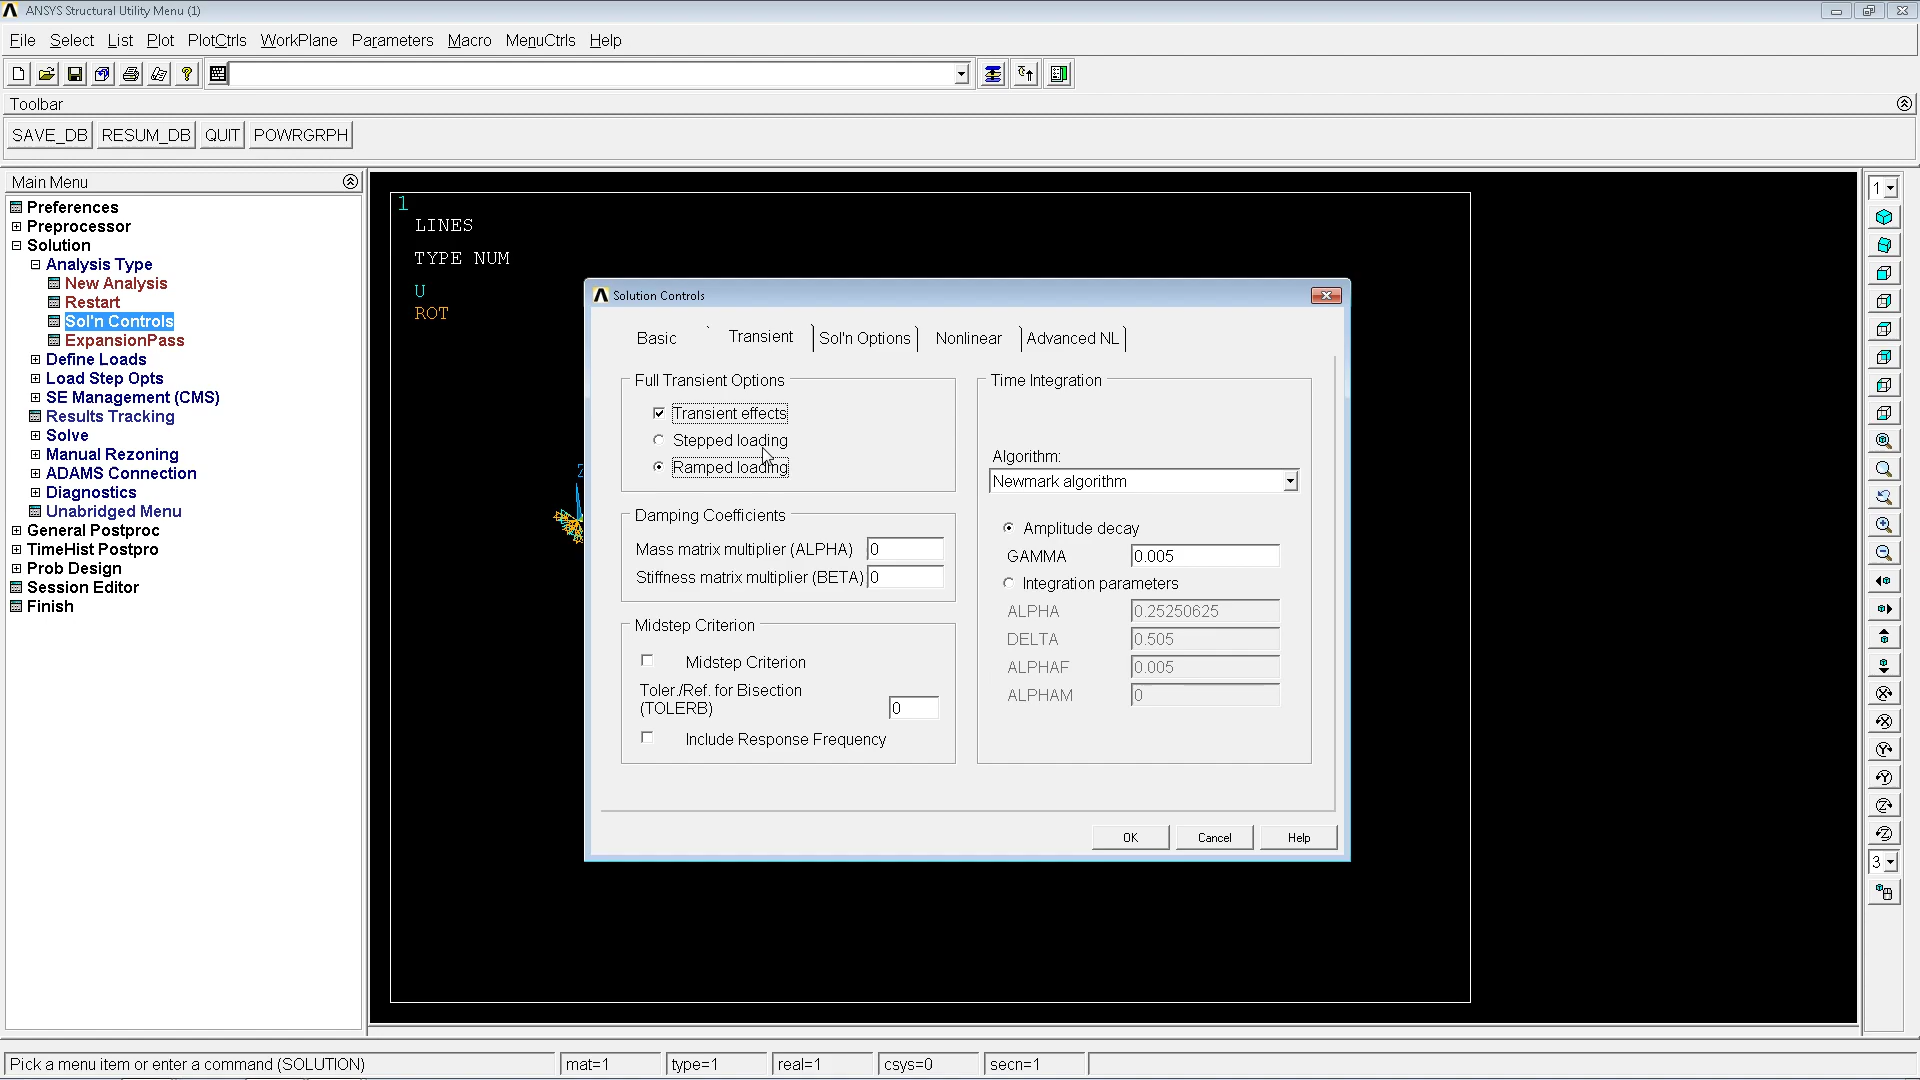 ANSYS Structural Utility Menu (1)
File Select List Plot PlotCtrls WorkPlane Parameters Macro MenuCtrls Help
Toolbar
SAVE_DB RESUM_DB QUIT POWRGRPH
Main Menu
Preferences
Preprocessor
Solution
Analysis Type
New Analysis
Restart
Sol'n Controls
ExpansionPass
Define Loads
Load Step Opts
SE Management (CMS)
Results Tracking
Solve
Manual Rezoning
ADAMS Connection
Diagnostics
Unabridged Menu
General Postproc
TimeHist Postpro
Prob Design
Session Editor
Finish
1
LINES
TYPE NUM
U
ROT
Z
Solution Controls
Basic Transient Sol'n Options Nonlinear Advanced NL
Full Transient Options
Transient effects
Stepped loading
Ramped loading
Damping Coefficients
Mass matrix multiplier (ALPHA) 0
Stiffness matrix multiplier (BETA) 0
Midstep Criterion
Midstep Criterion
Toler./Ref. for Bisection
(TOLERB) 0
Include Response Frequency
Time Integration
Algorithm:
Newmark algorithm
Amplitude decay
GAMMA 0.005
Integration parameters
ALPHA 0.25250625
DELTA 0.505
ALPHAF 0.005
ALPHAM 0
OK Cancel Help
1
3
Pick a menu item or enter a command (SOLUTION) mat=1 type=1 real=1 csys=0 secn=1